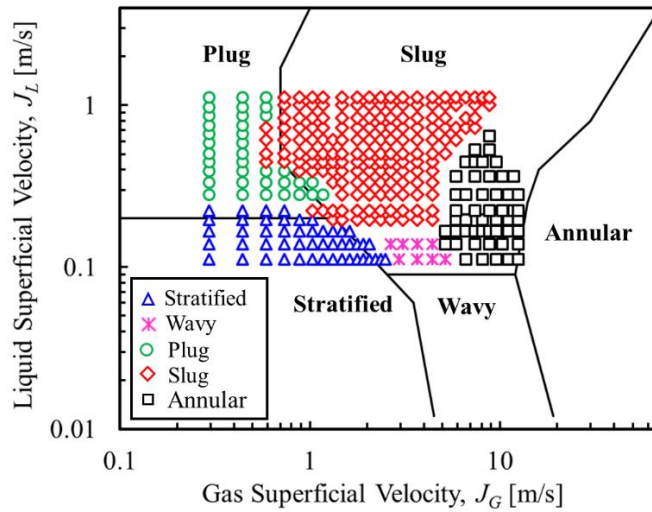 Plug
Slug
Liquid Superficial Velocity, J_L [m/s]
1
0.1
0.01
Annular
Stratified
Wavy
Stratified
Wavy
Plug
Slug
Annular
0.1
1
10
Gas Superficial Velocity, J_G [m/s]